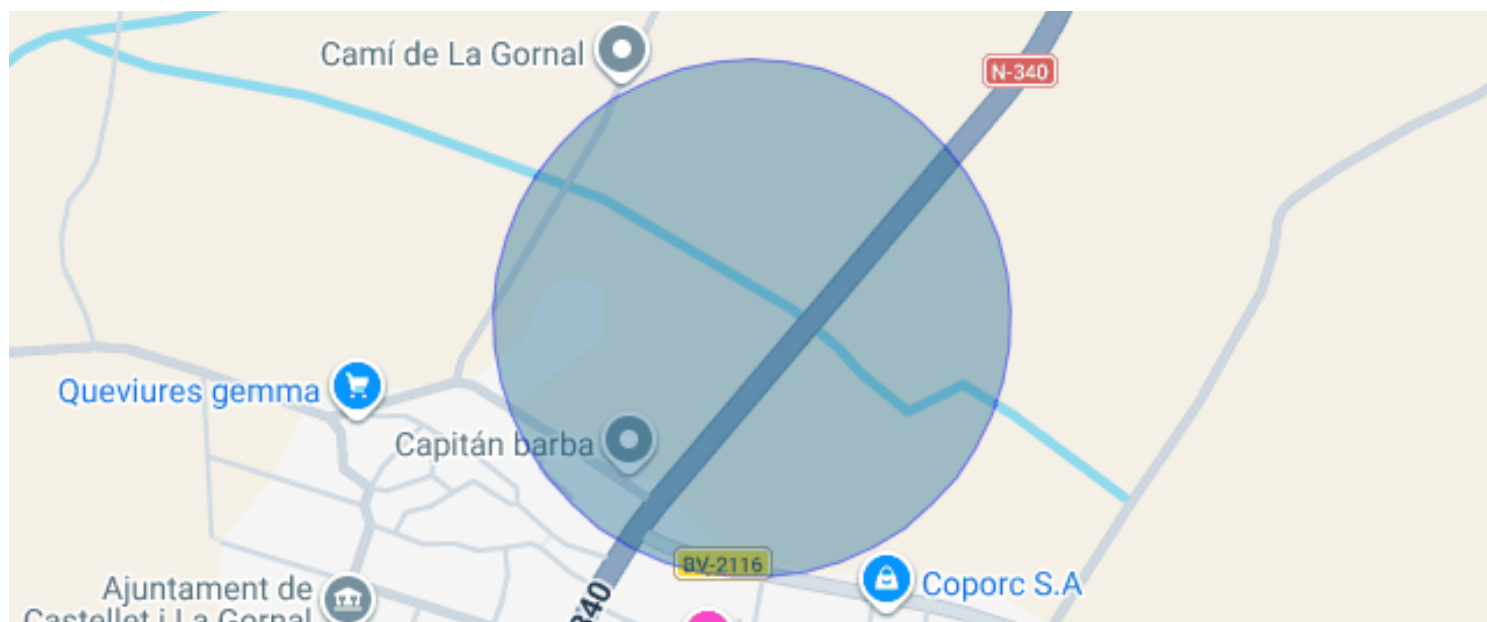 Camí de La Gornal
N-340
Queviures gemma
Capitán barba
BV-2116
Ajuntament de
Castellet i La Gornal
Coporc S.A
340